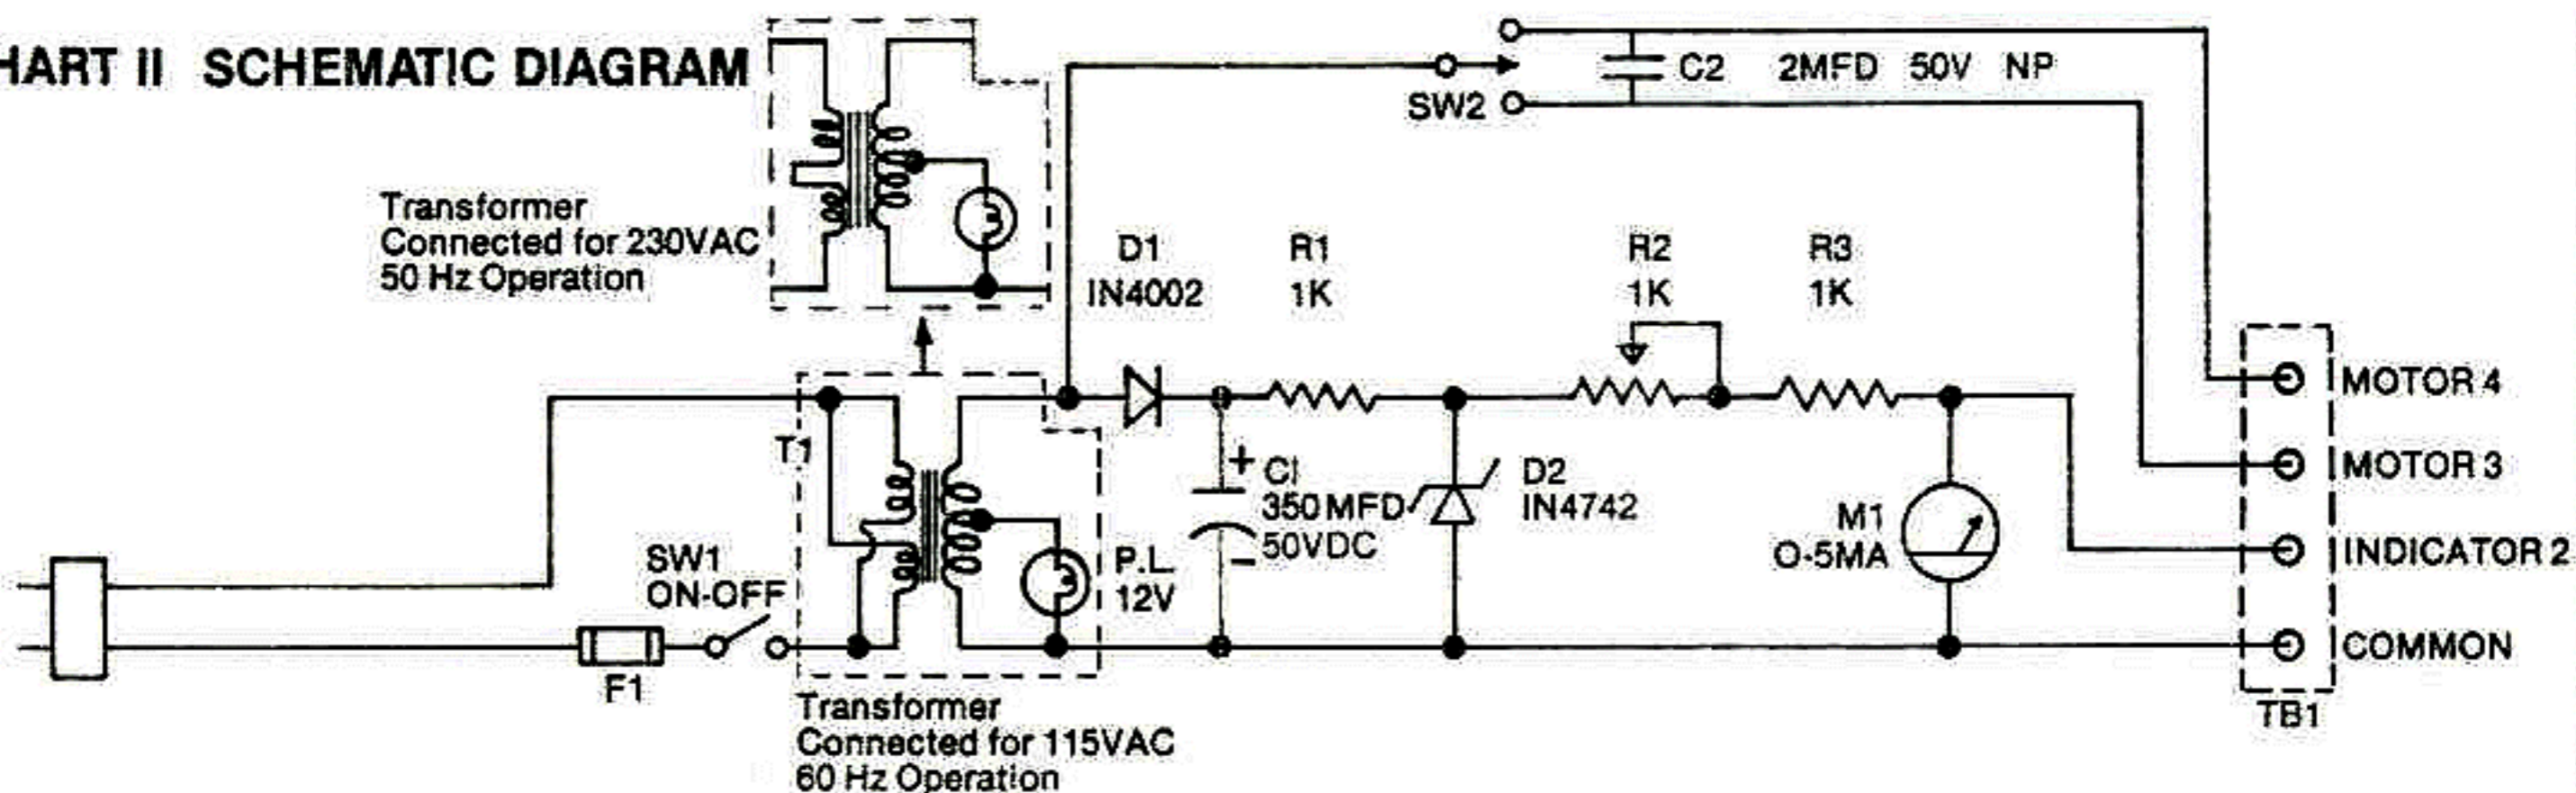 HART II SCHEMATIC DIAGRAM
C2 2MFD 50V NP
SW2
Transformer
Connected for 230VAC
50 Hz Operation
D1
IN4002
R1
1K
R2
1K
R3
1K
MOTOR 4
T1
+
CI
350 MFD
50VDC
-
D2
IN4742
MOTOR 3
M1
O-5MA
SW1
ON-OFF
P.L.
12V
INDICATOR 2
COMMON
F1
Transformer
Connected for 115VAC
60 Hz Operation
TB1